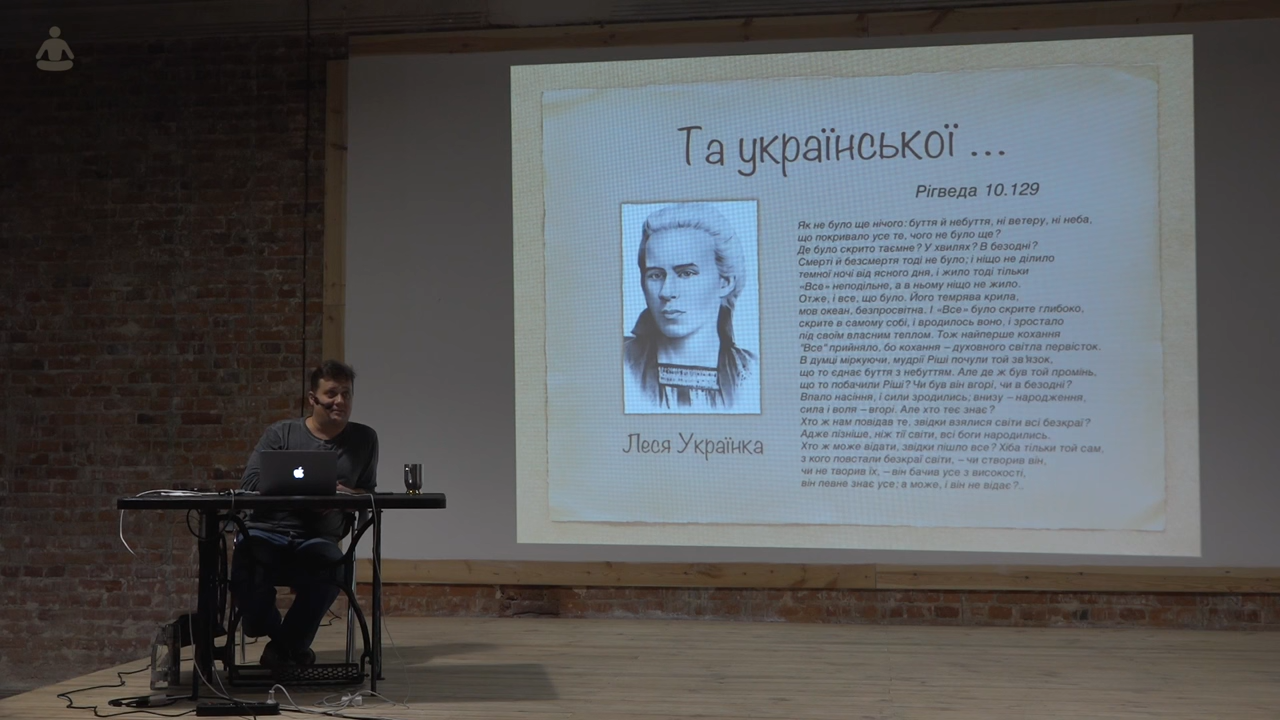 Та української ...
Рігведа 10.129
Як не було ще нічого: буття й небуття, ні ветеру, ні неба,
що покривало усе те, чого не було ще?
Де було скрито таємне? У хвилях? В безодні?
Смерті й безсмертя тоді не було; і ніщо не ділило
темної ночі від ясного дня, і жило тоді тільки
«Все» неподільне, а в ньому ніщо не жило.
Отже, і все, що було. Його темрява крила,
мов океан, безпросвітна. І «Все» було скрите глибоко,
скрите в самому собі, і вродилось воно, і зростало
під своїм власним теплом. Тож найперше кохання
"Все" прийняло, бо кохання – духовного світла первісток.
В думці міркуючи, мудрії Ріші почули той зв'язок,
що то єднає буття з небуттям. Але де ж був той промінь,
що то побачили Ріші? Чи був він вгорі, чи в безодні?
Впало насіння, і сили зродились; внизу – народження,
сила і воля – вгорі. Але хто теє знає?
Хто ж нам повідав те, звідки взялися світи всі безкраї?
Адже пізніше, ніж тії світи, всі боги народились.
Хто ж може видати, звідки пішло все? Хіба тільки той сам,
з кого повстали безкраї світи, – чи створив він,
чи не творив їх, – він бачив усе з високості,
він певне знає усе; а може, і він не відає?..
Леся Українка